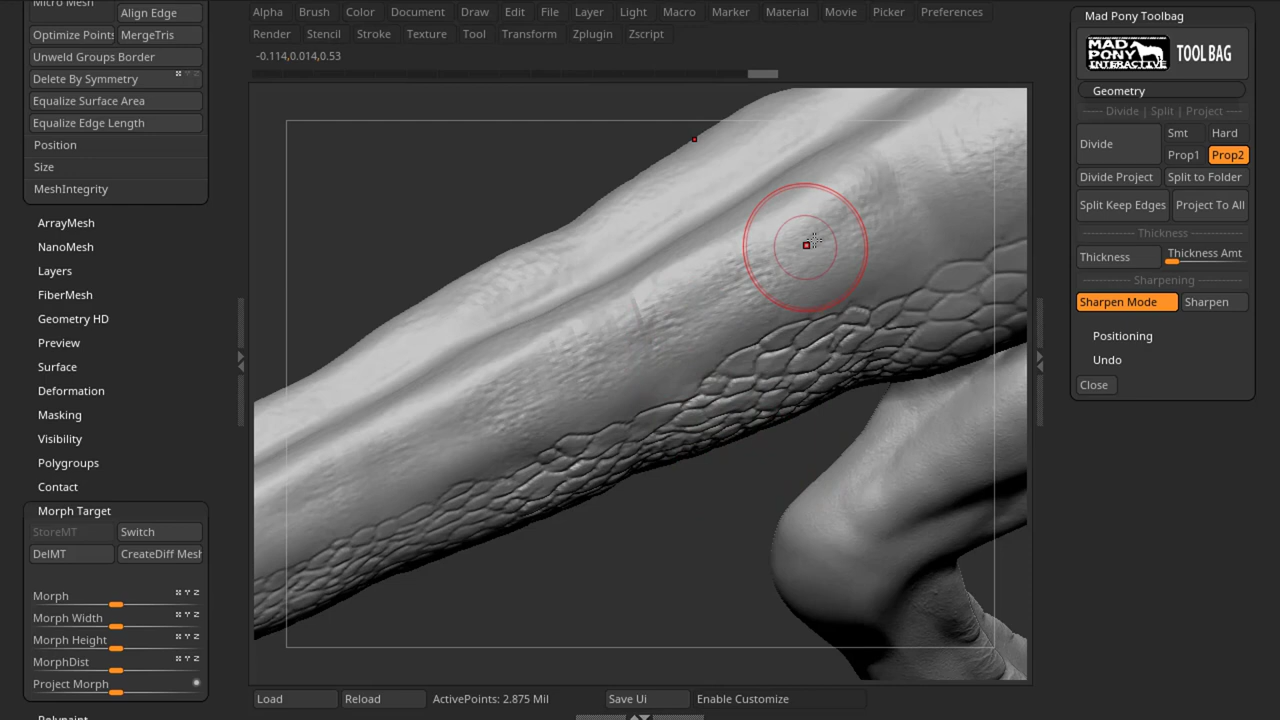 Micro Mesh
Align Edge
Optimize Points
MergeTris
Unweld Groups Border
Delete By Symmetry
Equalize Surface Area
Equalize Edge Length
Position
Size
MeshIntegrity
ArrayMesh
NanoMesh
Layers
FiberMesh
Geometry HD
Preview
Surface
Deformation
Masking
Visibility
Polygroups
Contact
Morph Target
StoreMT
Switch
DelMT
CreateDiff Mesh
Morph
Morph Width
Morph Height
MorphDist
Project Morph
Polypaint
Alpha Brush Color Document Draw Edit File Layer Light Macro Marker Material Movie Picker Preferences
Render Stencil Stroke Texture Tool Transform Zplugin Zscript
-0.114,0.014,0.53
Load Reload ActivePoints: 2.875 Mil Save Ui Enable Customize
Mad Pony Toolbag
MAD PONY INTERACTIVE TOOL BAG
Geometry
Divide | Split | Project
Divide
Smt Hard
Prop1 Prop2
Divide Project Split to Folder
Split Keep Edges Project To All
Thickness
Thickness Thickness Amt
Sharpening
Sharpen Mode Sharpen
Positioning
Undo
Close